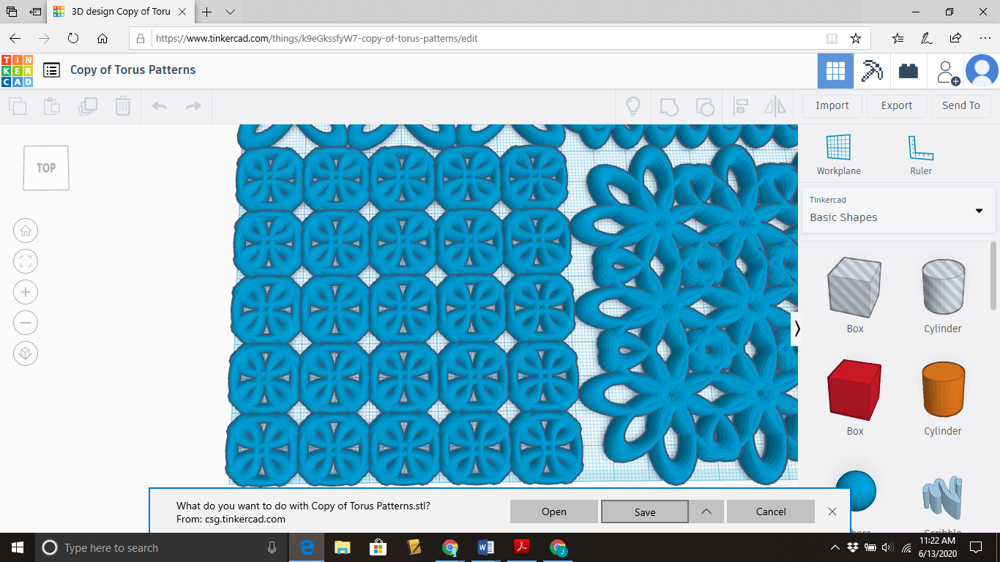 3D design Copy of Toru
https://www.tinkercad.com/things/k9eGkssfyW7-copy-of-torus-patterns/edit
TIN
KER
CAD
Copy of Torus Patterns
Import
Export
Send To
TOP
Workplane
Ruler
Tinkercad
Basic Shapes
Box
Cylinder
Box
Cylinder
What do you want to do with Copy of Torus Patterns.stl?
From: csg.tinkercad.com
Open
Save
Cancel
Type here to search
11:22 AM
6/13/2020